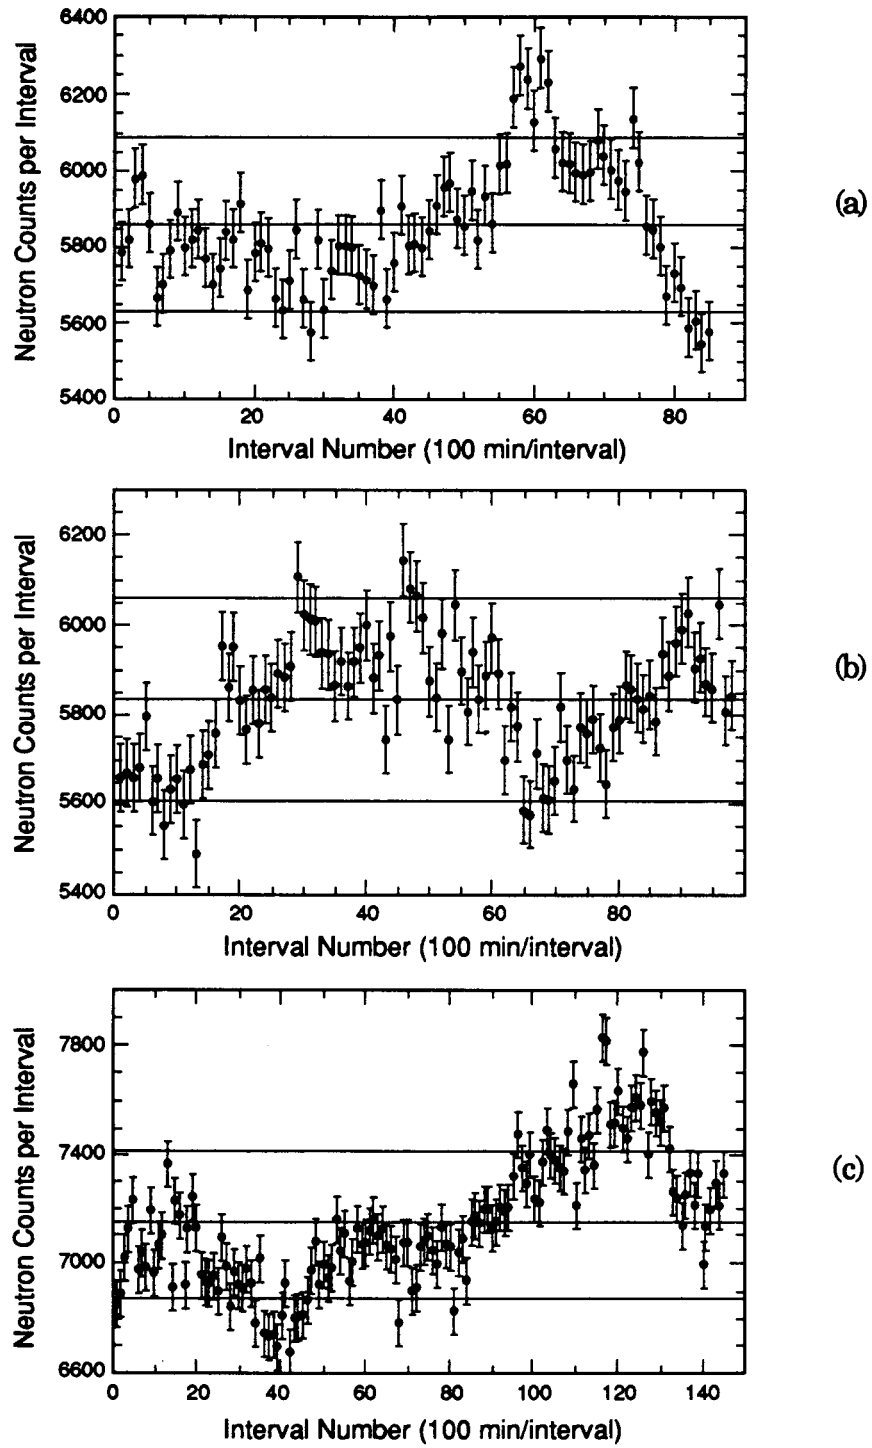 6400
6200
6000
5800
5600
5400
Neutron Counts per Interval
0 20 40 60 80
Interval Number (100 min/interval)
(a)
6200
6000
5800
5600
5400
Neutron Counts per Interval
0 20 40 60 80
Interval Number (100 min/interval)
(b)
7800
7400
7000
6600
Neutron Counts per Interval
0 20 40 60 80 100 120 140
Interval Number (100 min/interval)
(c)